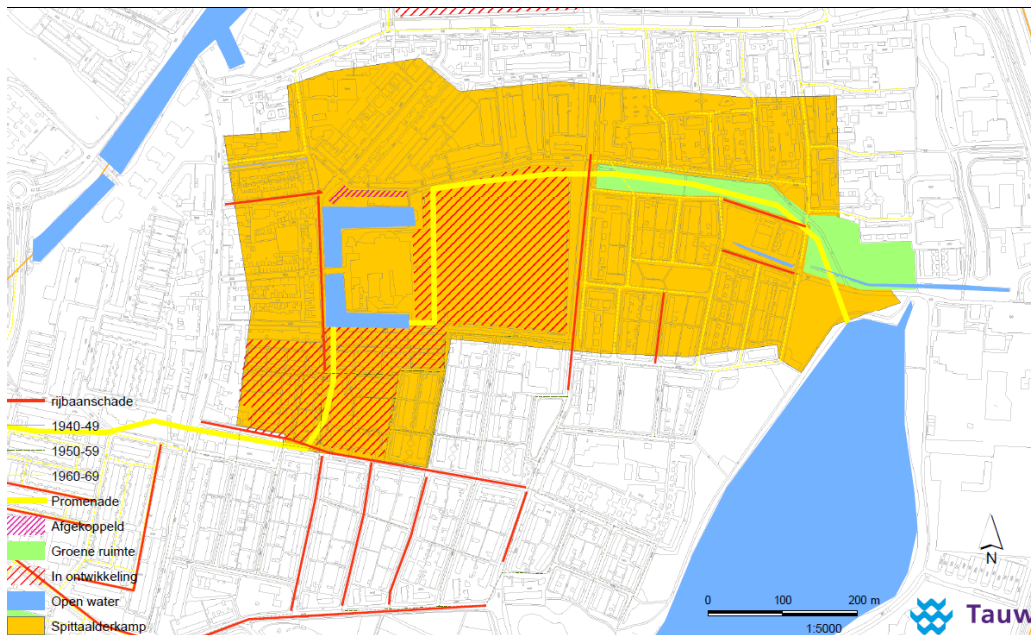 rijbaanschade
1940-49
1950-59
1960-69
Promenade
Afgekoppeld
Groene ruimte
In ontwikkeling
Open water
Spittaalderkamp
N
0 100 200 m
1:5000
Tauw